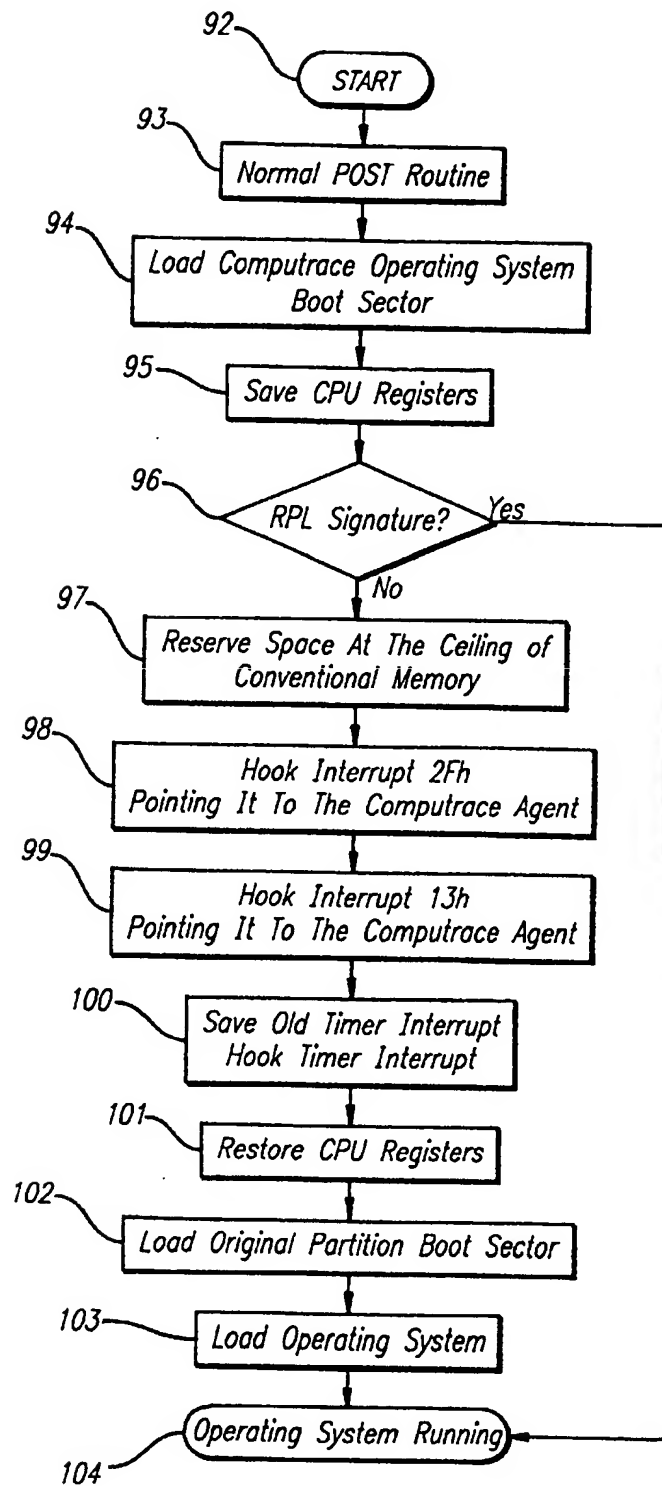 92
START
93
Normal POST Routine
94
Load Computrace Operating System
Boot Sector
95
Save CPU Registers
96
RPL Signature?
Yes
No
97
Reserve Space At The Ceiling of
Conventional Memory
98
Hook Interrupt 2Fh
Pointing It To The Computrace Agent
99
Hook Interrupt 13h
Pointing It To The Computrace Agent
100
Save Old Timer Interrupt
Hook Timer Interrupt
101
Restore CPU Registers
102
Load Original Partition Boot Sector
103
Load Operating System
Operating System Running
104